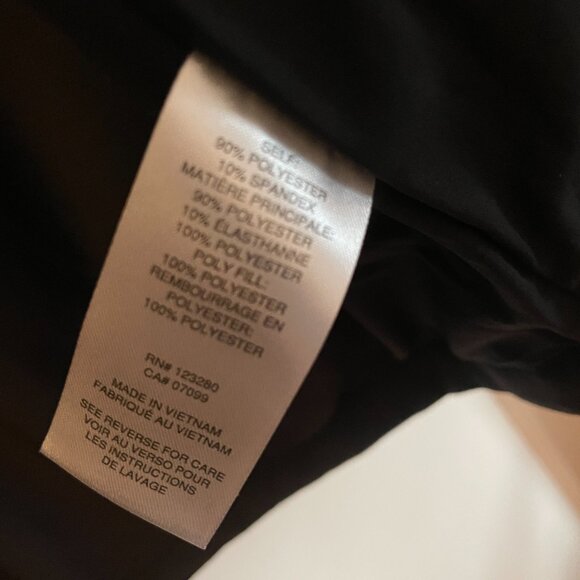 SELF:
90% POLYESTER
10% SPANDEX
MATIÈRE PRINCIPALE:
90% POLYESTER
10% ÉLASTHANNE
100% POLYESTER
POLY FILL:
100% POLYESTER
REMBOURRAGE EN
POLYESTER:
100% POLYESTER
RN# 123280
CA# 07099
MADE IN VIETNAM
FABRIQUÉ AU VIETNAM
SEE REVERSE FOR CARE
VOIR AU VERSO POUR
LES INSTRUCTIONS
DE LAVAGE